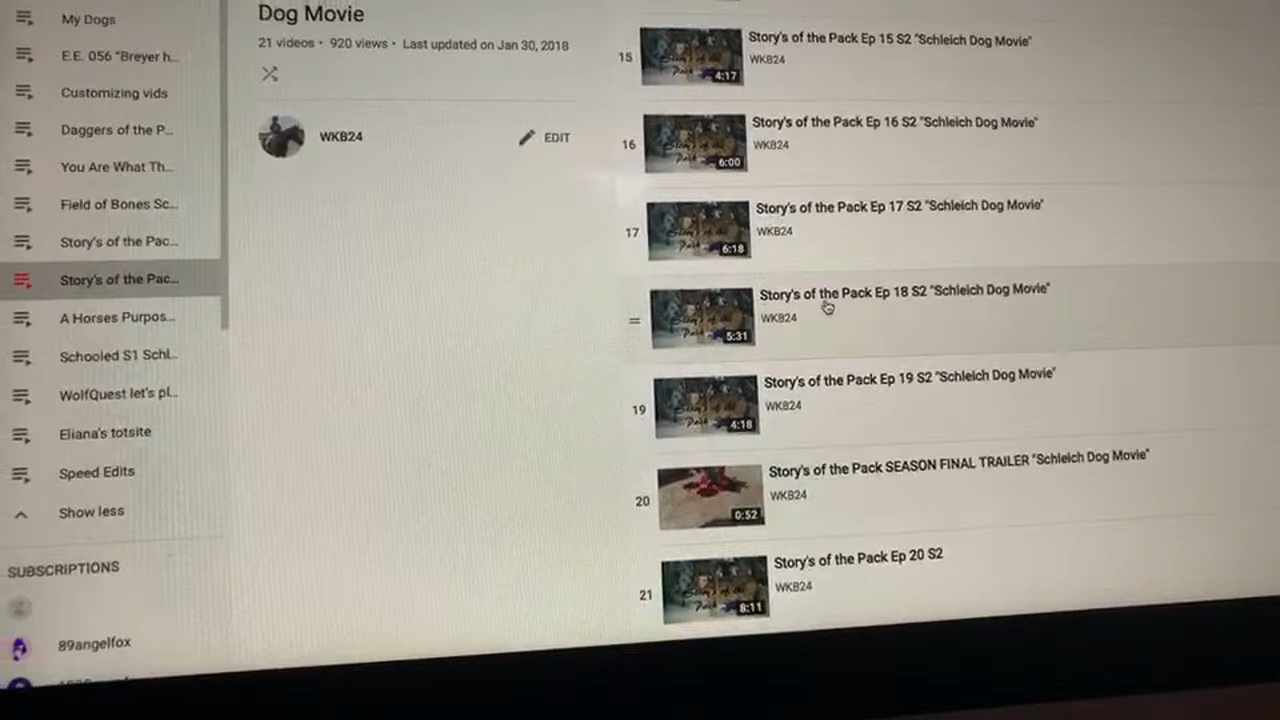 My Dogs
E.E. 056 "Breyer h...
Customizing vids
Daggers of the P...
You Are What Th...
Field of Bones Sc...
Story's of the Pac...
Story's of the Pac...
A Horses Purpos...
Schooled S1 Schl...
WolfQuest let's pl...
Eliana's totsite
Speed Edits
Show less
SUBSCRIPTIONS
89angelfox
Dog Movie
21 videos • 920 views • Last updated on Jan 30, 2018
WKB24
EDIT
15
4:17
Story's of the Pack Ep 15 S2 "Schleich Dog Movie"
WKB24
16
6:00
Story's of the Pack Ep 16 S2 "Schleich Dog Movie"
WKB24
17
6:18
Story's of the Pack Ep 17 S2 "Schleich Dog Movie"
WKB24
5:31
Story's of the Pack Ep 18 S2 "Schleich Dog Movie"
WKB24
19
4:18
Story's of the Pack Ep 19 S2 "Schleich Dog Movie"
WKB24
20
0:52
Story's of the Pack SEASON FINAL TRAILER "Schleich Dog Movie"
WKB24
21
8:11
Story's of the Pack Ep 20 S2
WKB24